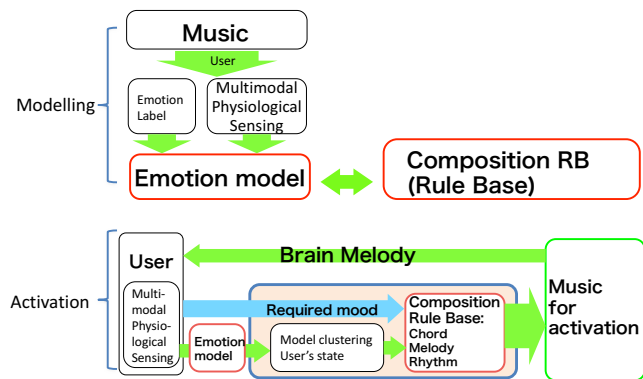 Music
User
Modelling
Emotion
Label
Multimodal
Physiological
Sensing
Emotion model
Composition RB
(Rule Base)
Activation
User
Multi-
modal
Physio-
logical
Sensing
Brain Melody
Required mood
Emotion
model
Model clustering
User's state
Composition
Rule Base:
Chord
Melody
Rhythm
Music
for
activation